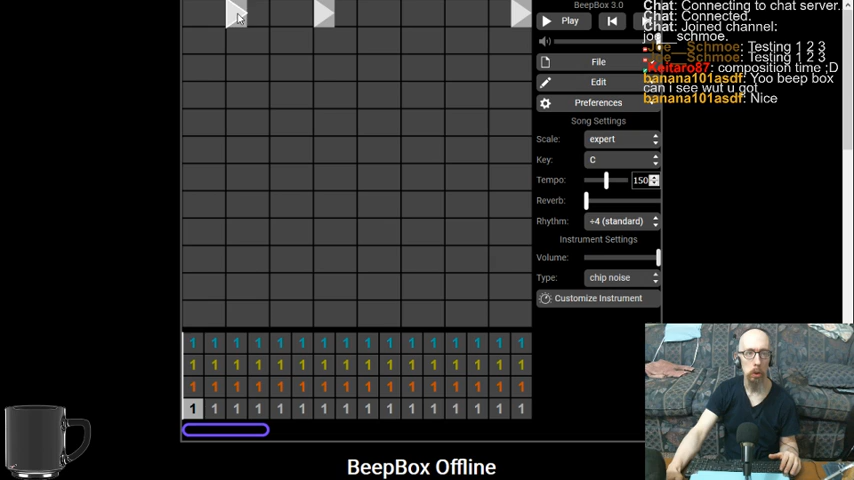 BeepBox 3.0
Play
File
Edit
Preferences
Song Settings
Scale: expert
Key: C
Tempo: 150
Reverb:
Rhythm: ÷4 (standard)
Instrument Settings
Volume:
Type: chip noise
Customize Instrument
Chat: Connecting to chat server.
Chat: Connected.
Chat: Joined channel:
joe__schmoe.
Joe__Schmoe: Testing 1 2 3
Joe__Schmoe: Testing 1 2 3
Keitaro87: composition time ;D
banana101asdf: Yoo beep box
can i see wut u got
banana101asdf: Nice
1 1 1 1 1 1 1 1 1 1 1 1 1 1 1 1
1 1 1 1 1 1 1 1 1 1 1 1 1 1 1 1
1 1 1 1 1 1 1 1 1 1 1 1 1 1 1 1
1 1 1 1 1 1 1 1 1 1 1 1 1 1 1 1
BeepBox Offline